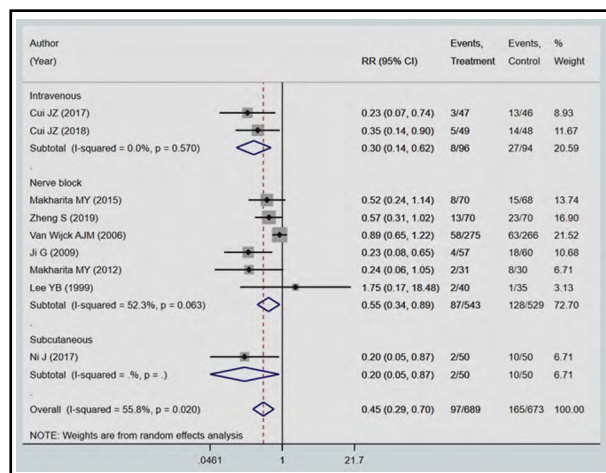 Author Events, Events, %
(Year) RR (95% CI) Treatment Control Weight
Intravenous
Cui JZ (2017) 0.23 (0.07, 0.74) 3/47 13/46 8.93
Cui JZ (2018) 0.35 (0.14, 0.90) 5/49 14/48 11.67
Subtotal (I-squared = 0.0%, p = 0.570) 0.30 (0.14, 0.62) 8/96 27/94 20.59
.
Nerve block
Makharita MY (2015) 0.52 (0.24, 1.14) 8/70 15/68 13.74
Zheng S (2019) 0.57 (0.31, 1.02) 13/70 23/70 16.90
Van Wijck AJM (2006) 0.89 (0.65, 1.22) 58/275 63/266 21.52
Ji G (2009) 0.23 (0.08, 0.65) 4/57 18/60 10.68
Makharita MY (2012) 0.24 (0.06, 1.05) 2/31 8/30 6.71
Lee YB (1999) 1.75 (0.17, 18.48) 2/40 1/35 3.13
Subtotal (I-squared = 52.3%, p = 0.063) 0.55 (0.34, 0.89) 87/543 128/529 72.70
.
Subcutaneous
Ni J (2017) 0.20 (0.05, 0.87) 2/50 10/50 6.71
Subtotal (I-squared = .%, p = .) 0.20 (0.05, 0.87) 2/50 10/50 6.71
.
Overall (I-squared = 55.8%, p = 0.020) 0.45 (0.29, 0.70) 97/689 165/673 100.00
NOTE: Weights are from random effects analysis
.0461 1 21.7